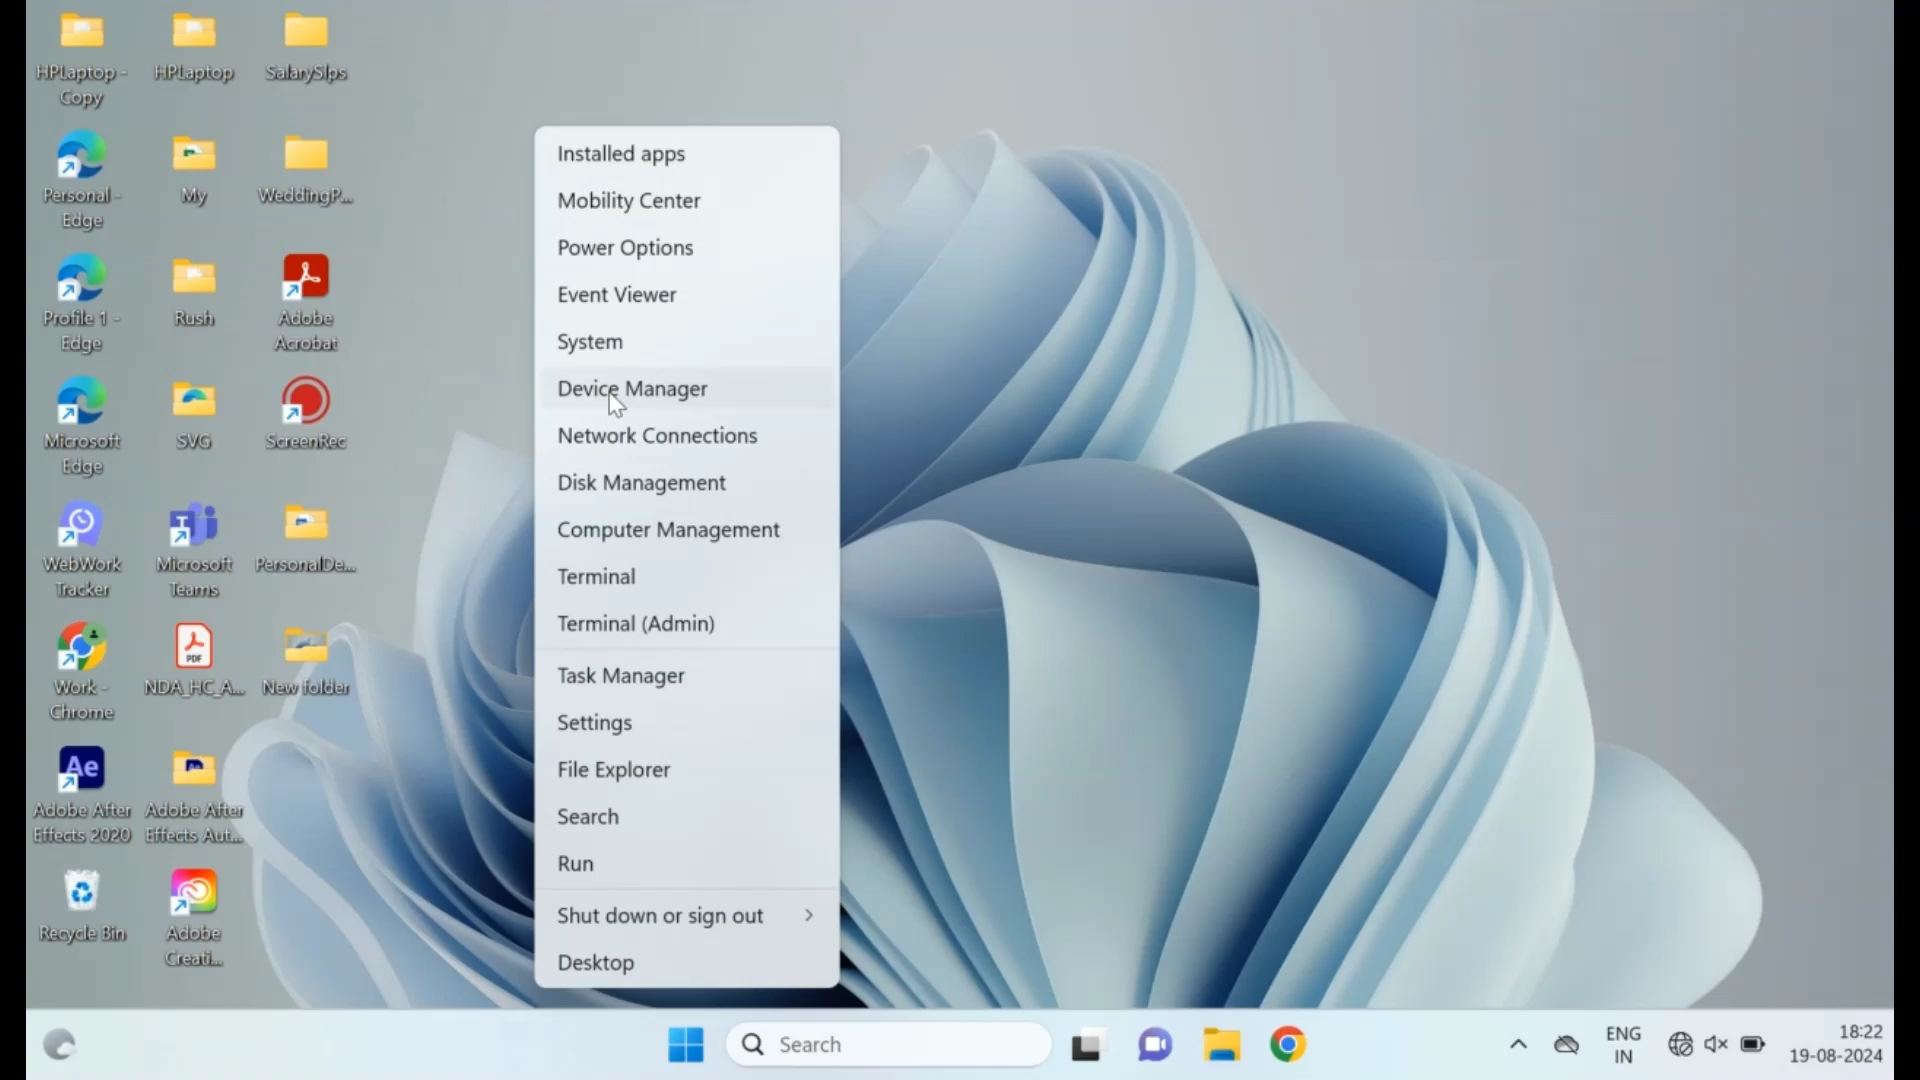 HPLaptop -
Copy
HPLaptop
SalarySlps
Personal -
Edge
My
WeddingP...
Profile 1 -
Edge
Rush
Adobe
Acrobat
Microsoft
Edge
SVG
ScreenRec
WebWork
Tracker
Microsoft
Teams
PersonalDe...
Work -
Chrome
PDF
NDA_HC_A...
New folder
Ae
Adobe After
Effects 2020
Adobe After
Effects Aut...
Recycle Bin
Adobe
Creati...
Installed apps
Mobility Center
Power Options
Event Viewer
System
Device Manager
Network Connections
Disk Management
Computer Management
Terminal
Terminal (Admin)
Task Manager
Settings
File Explorer
Search
Run
Shut down or sign out
Desktop
Search
ENG
IN
18:22
19-08-2024